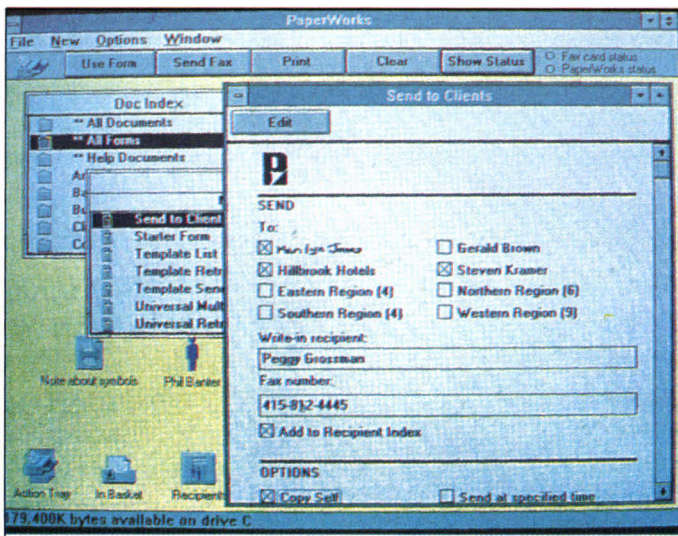 PaperWorks
File New Options Window
Use Form Send Fax Print Clear Show Status
Fax card status
PaperWorks status
Doc Index
** All Documents
** All Forms
** Help Documents
Send to Client
Starter Form
Template List
Template Retr
Template Sen
Universal Mult
Universal Retr
Note about symbols
Phil Banker
Action Tray
In Basket
Recipients
Send to Clients
Edit
SEND
To:
Marilyn Jones
Gerald Brown
Hillbrook Hotels
Steven Kramer
Eastern Region (4)
Northern Region (6)
Southern Region (4)
Western Region (9)
Write-in recipient:
Peggy Grossman
Fax number:
415-812-4445
Add to Recipient Index
OPTIONS
Copy Self
Send at specified time
179,400K bytes available on drive C